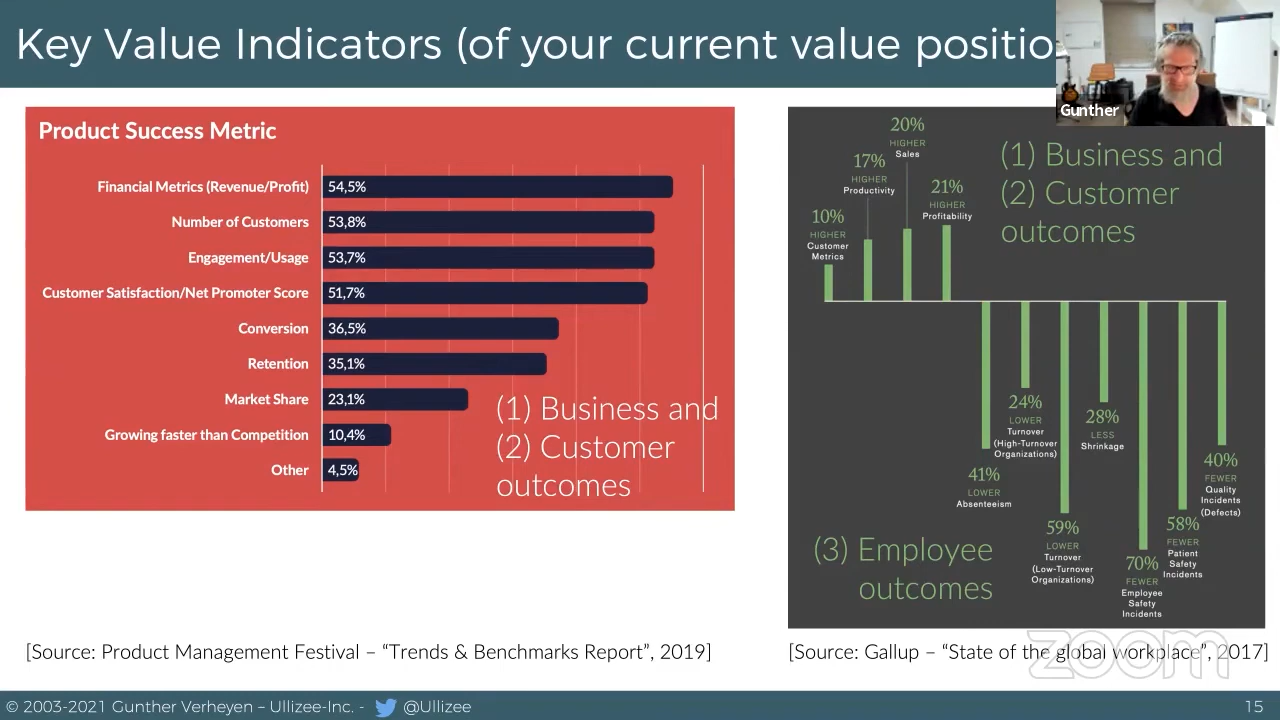 Key Value Indicators (of your current value positio
Gunther
Product Success Metric
Financial Metrics (Revenue/Profit) 54,5%
Number of Customers 53,8%
Engagement/Usage 53,7%
Customer Satisfaction/Net Promoter Score 51,7%
Conversion 36,5%
Retention 35,1%
Market Share 23,1%
Growing faster than Competition 10,4%
Other 4,5%
(1) Business and
(2) Customer
outcomes
[Source: Product Management Festival – “Trends & Benchmarks Report”, 2019]
10%
HIGHER
Customer
Metrics
17%
HIGHER
Productivity
20%
HIGHER
Sales
21%
HIGHER
Profitability
(1) Business and
(2) Customer
outcomes
41%
LOWER
Absenteeism
24%
LOWER
Turnover
(High-Turnover
Organizations)
59%
LOWER
Turnover
(Low-Turnover
Organizations)
28%
LESS
Shrinkage
70%
FEWER
Employee
Safety
Incidents
58%
FEWER
Patient
Safety
Incidents
40%
FEWER
Quality
Incidents
(Defects)
(3) Employee
outcomes
[Source: Gallup – “State of the global workplace”, 2017]
zoom
© 2003-2021 Gunther Verheyen – Ullizee-Inc. - @Ullizee
15